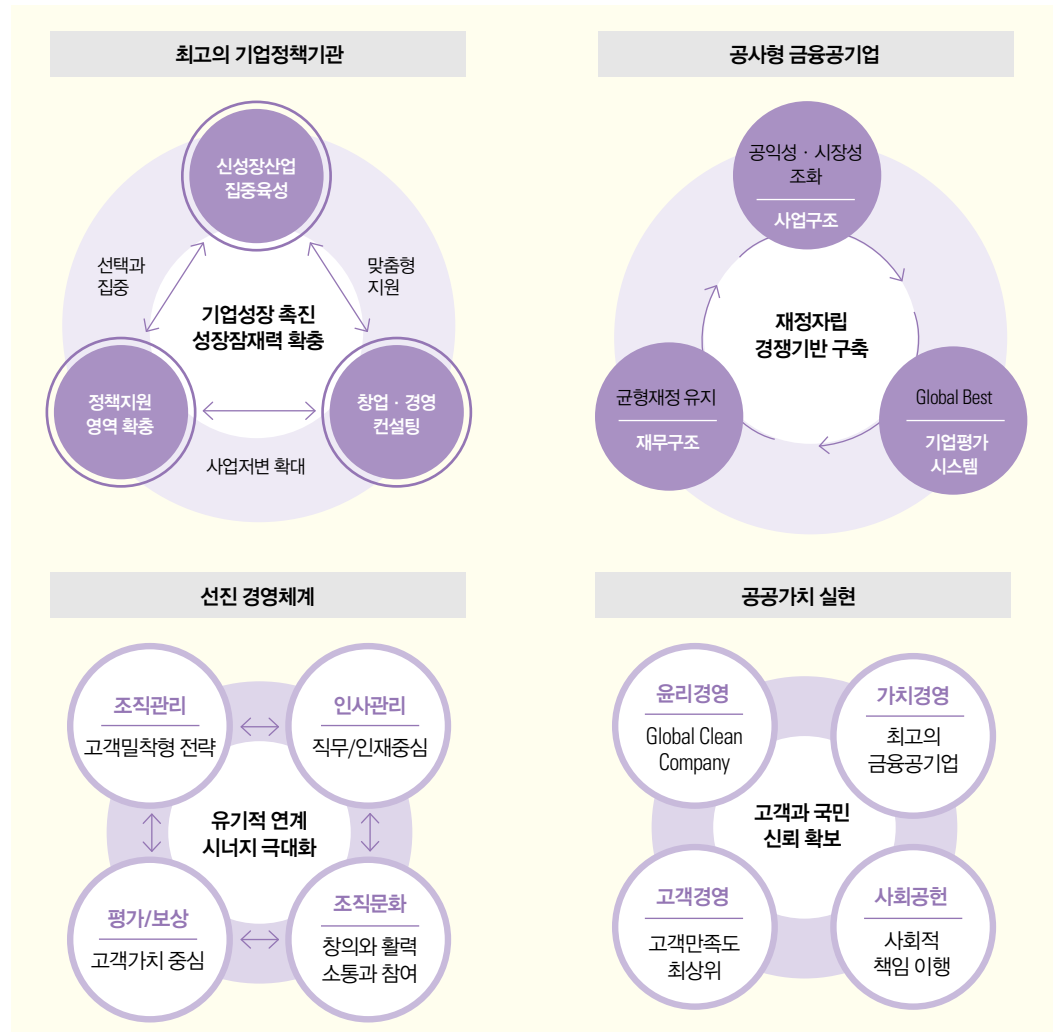 최고의 기업정책기관
신성장산업
집중육성
선택과
집중
맞춤형
지원
기업성장 촉진
성장잠재력 확충
정책지원
영역 확충
창업 · 경영
컨설팅
사업저변 확대
공사형 금융공기업
공익성 · 시장성
조화
사업구조
재정자립
경쟁기반 구축
균형재정 유지
재무구조
Global Best
기업평가
시스템
선진 경영체계
조직관리
고객밀착형 전략
인사관리
직무/인재중심
유기적 연계
시너지 극대화
평가/보상
고객가치 중심
조직문화
창의와 활력
소통과 참여
공공가치 실현
윤리경영
Global Clean
Company
가치경영
최고의
금융공기업
고객과 국민
신뢰 확보
고객경영
고객만족도
최상위
사회공헌
사회적
책임 이행